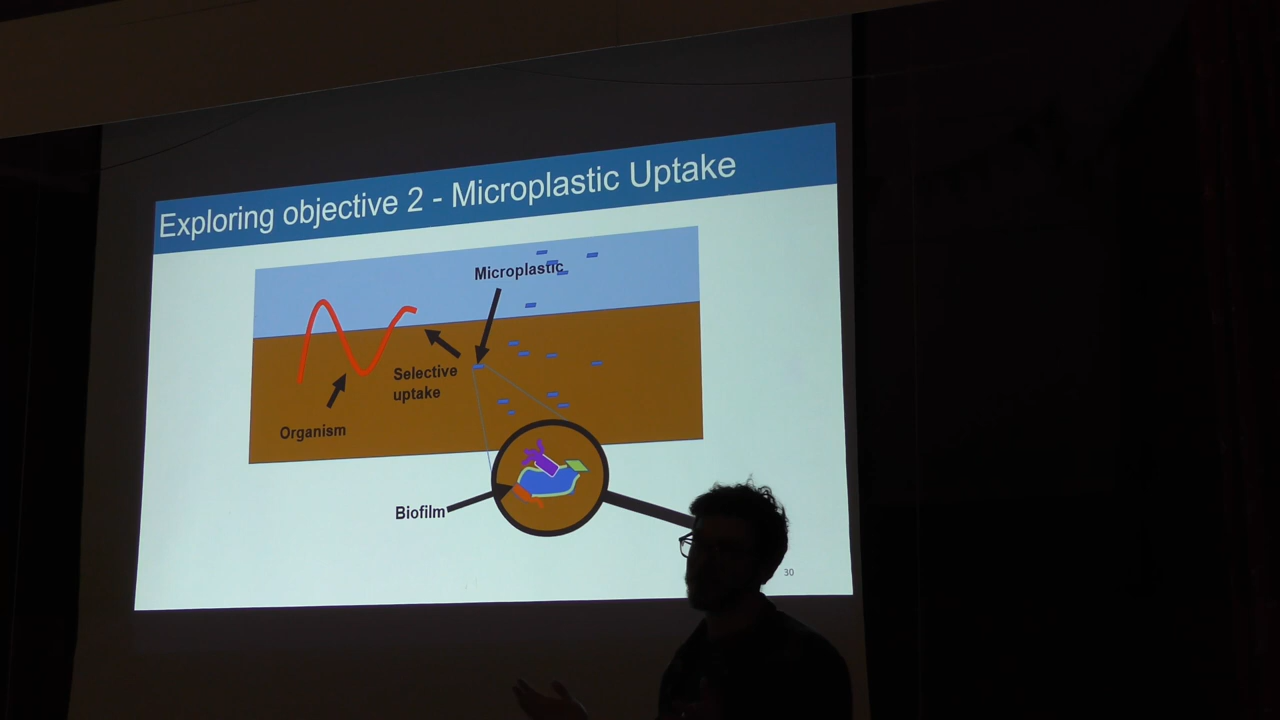 Exploring objective 2 - Microplastic Uptake
Microplastic
Selective
uptake
Organism
Biofilm
30